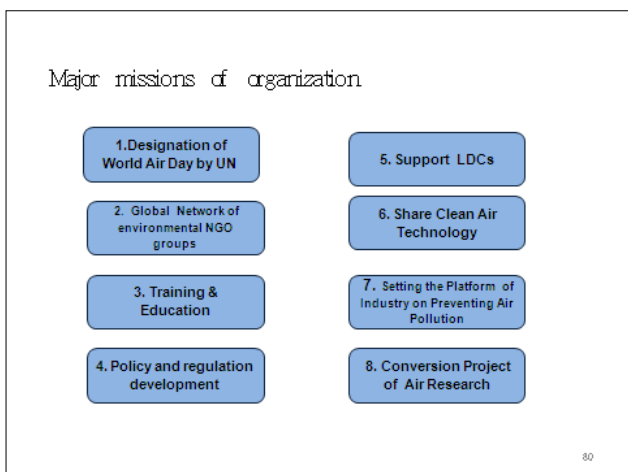 Major missions of organization
1.Designation of
World Air Day by UN
2. Global Network of
environmental NGO
groups
3. Training &
Education
4. Policy and regulation
development
5. Support LDCs
6. Share Clean Air
Technology
7. Setting the Platform of
Industry on Preventing Air
Pollution
8. Conversion Project
of Air Research
80